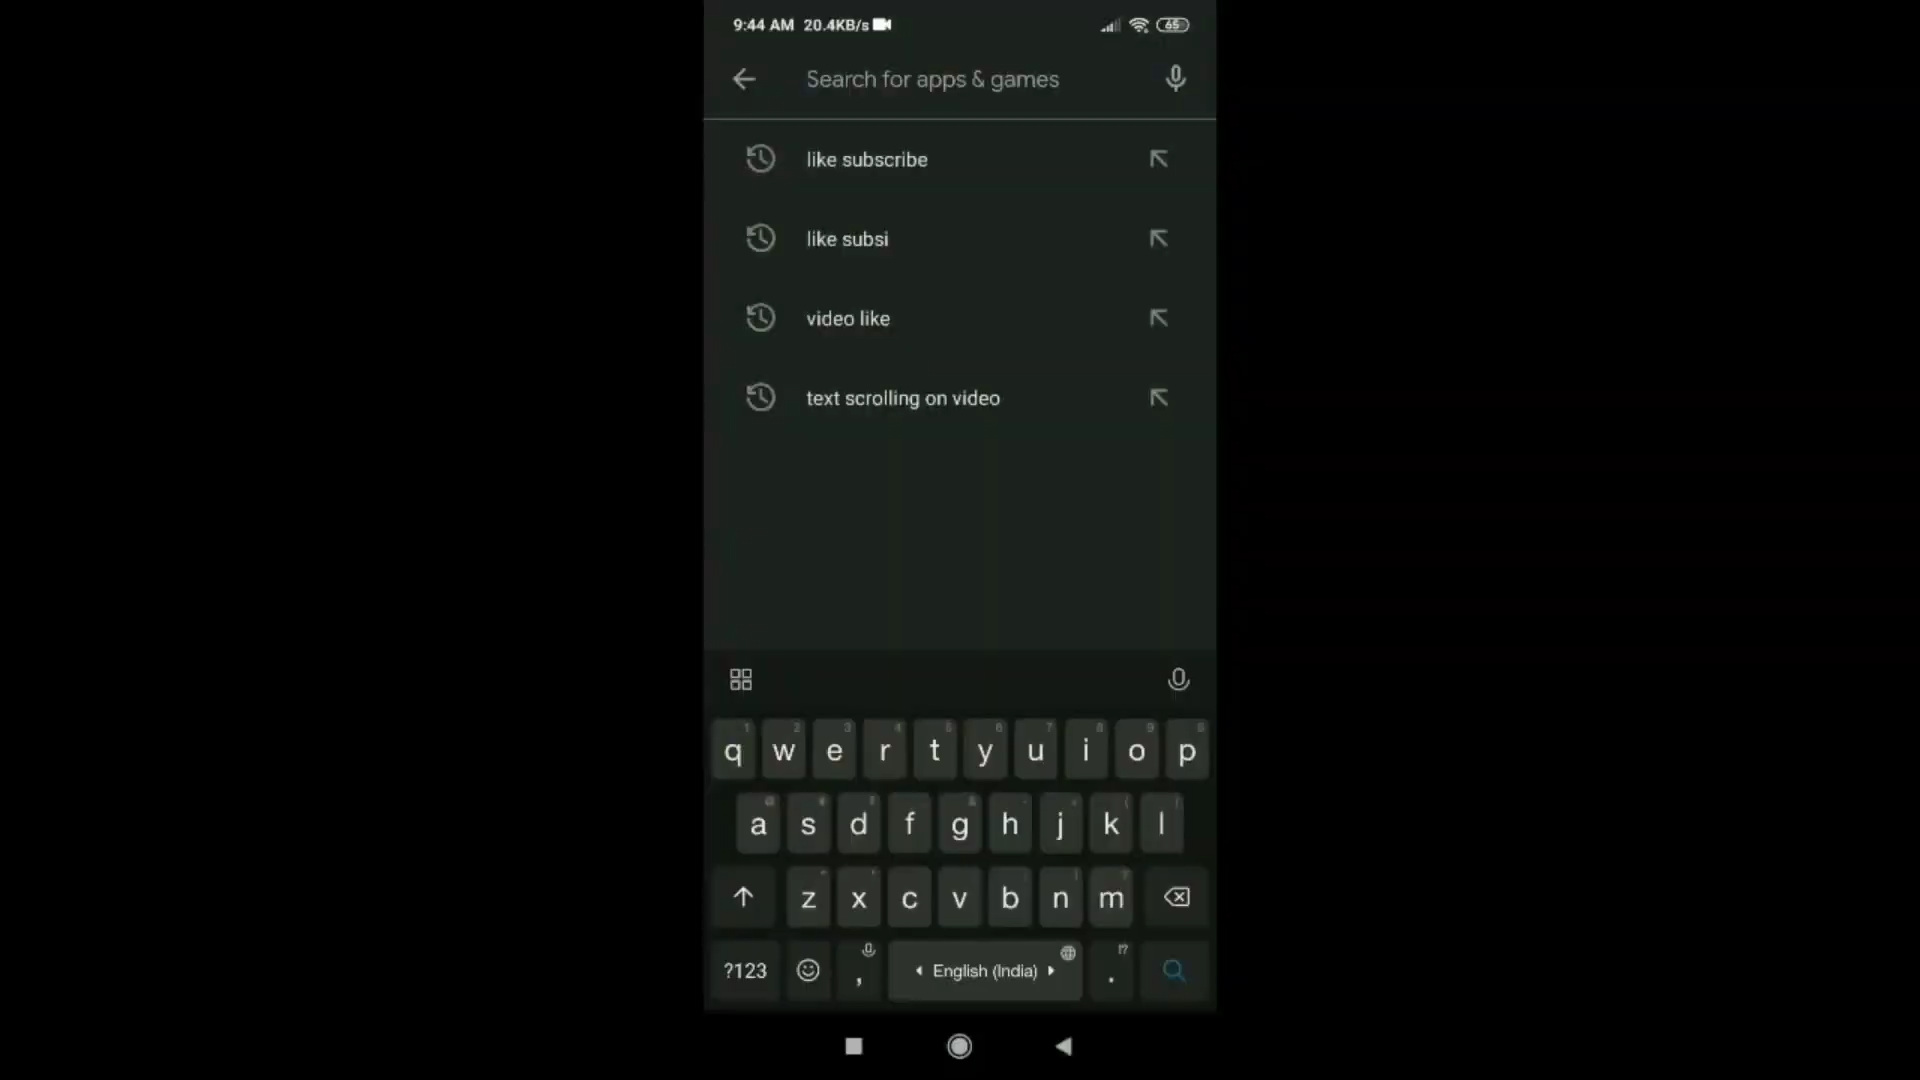 9:44 AM 20.4KB/s 65
Search for apps & games
like subscribe
like subsi
video like
text scrolling on video
q w e r t y u i o p
a s d f g h j k l
z x c v b n m
?123 , English (India) .